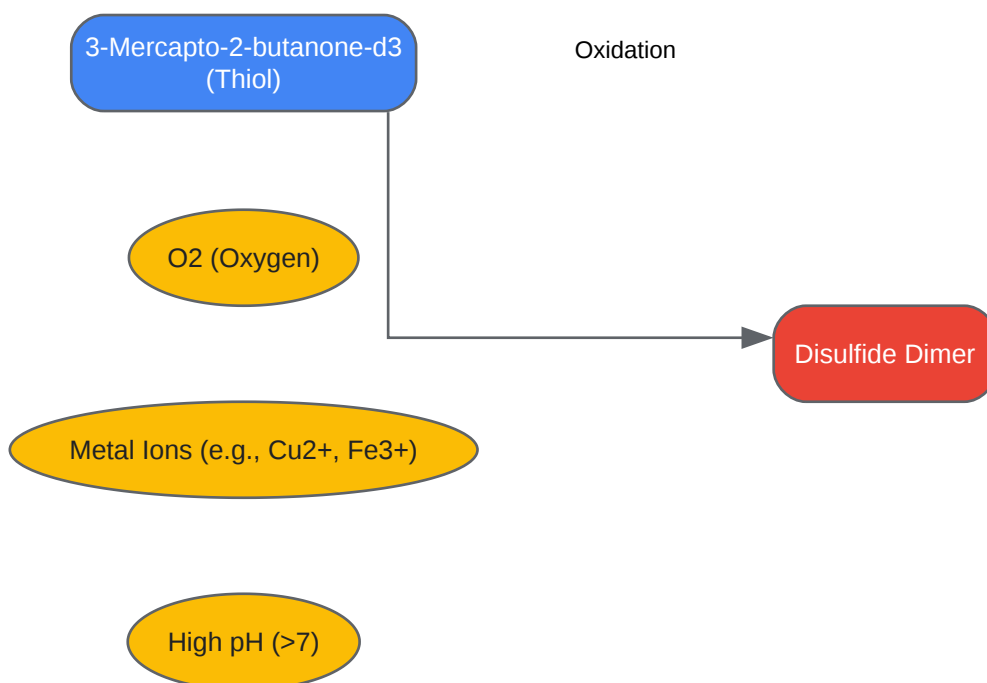 3-Mercapto-2-butanone-d3
(Thiol)
Oxidation
O2 (Oxygen)
Disulfide Dimer
Metal Ions (e.g., Cu2+, Fe3+)
High pH (>7)